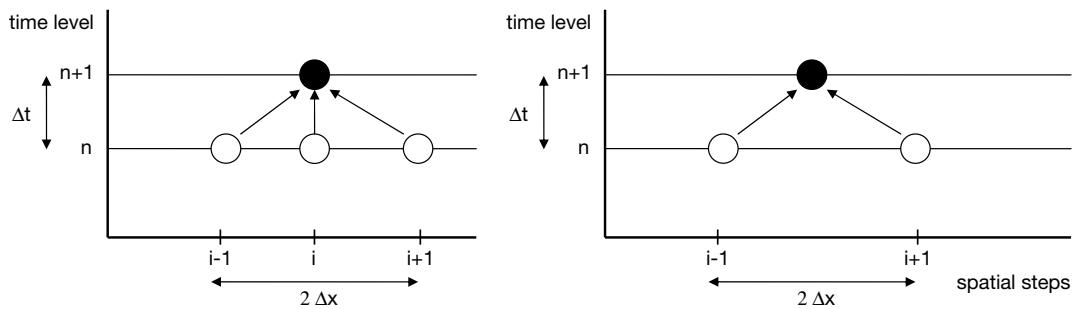 time level
n+1
Δt
n
i-1 i i+1
2 Δx
time level
n+1
Δt
n
i-1 i+1
2 Δx
spatial steps